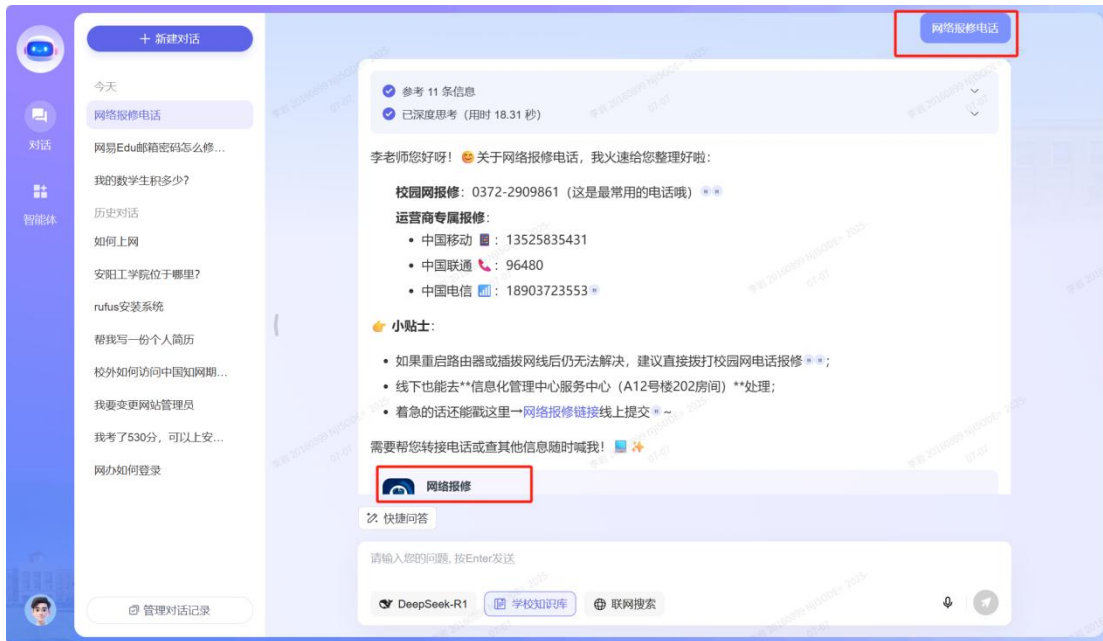 对话
智能体
+ 新建对话
今天
网络报修电话
网易Edu邮箱密码怎么修...
我的数学生积多少?
历史对话
如何上网
安阳工学院位于哪里?
rufus安装系统
帮我写一份个人简历
校外如何访问中国知网期...
我要变更网站管理员
我考了530分，可以上安...
网办如何登录
管理对话记录
网络报修电话
参考 11 条信息
已深度思考（用时 18.31 秒）
李老师您好呀！😊关于网络报修电话，我火速给您整理好啦：
校园网报修：0372-2909861（这是最常用的电话哦）
运营商专属报修：
• 中国移动 📱：13525835431
• 中国联通 📞：96480
• 中国电信 📶：18903723553
👉 小贴士：
• 如果重启路由器或插拔网线后仍无法解决，建议直接拨打校园网电话报修；
• 线下也能去**信息化管理中心服务中心（A12号楼202房间）**处理；
• 着急的话还能戳这里→网络报修链接线上提交~
需要帮您转接电话或查其他信息随时喊我！💻✨
网络报修
快捷问答
请输入您的问题, 按Enter发送
DeepSeek-R1 学校知识库 联网搜索